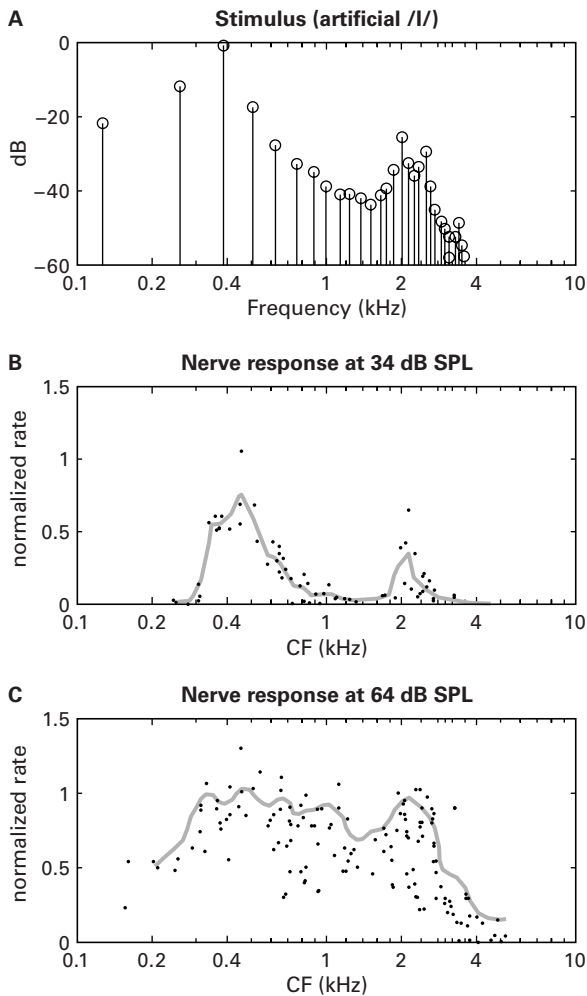 A Stimulus (artificial /I/)
0
−20
−40
−60
dB
0.1 0.2 0.4 1 2 4 10
Frequency (kHz)
B Nerve response at 34 dB SPL
1.5
1
0.5
0
normalized rate
0.1 0.2 0.4 1 2 4 10
CF (kHz)
C Nerve response at 64 dB SPL
1.5
1
0.5
0
normalized rate
0.1 0.2 0.4 1 2 4 10
CF (kHz)